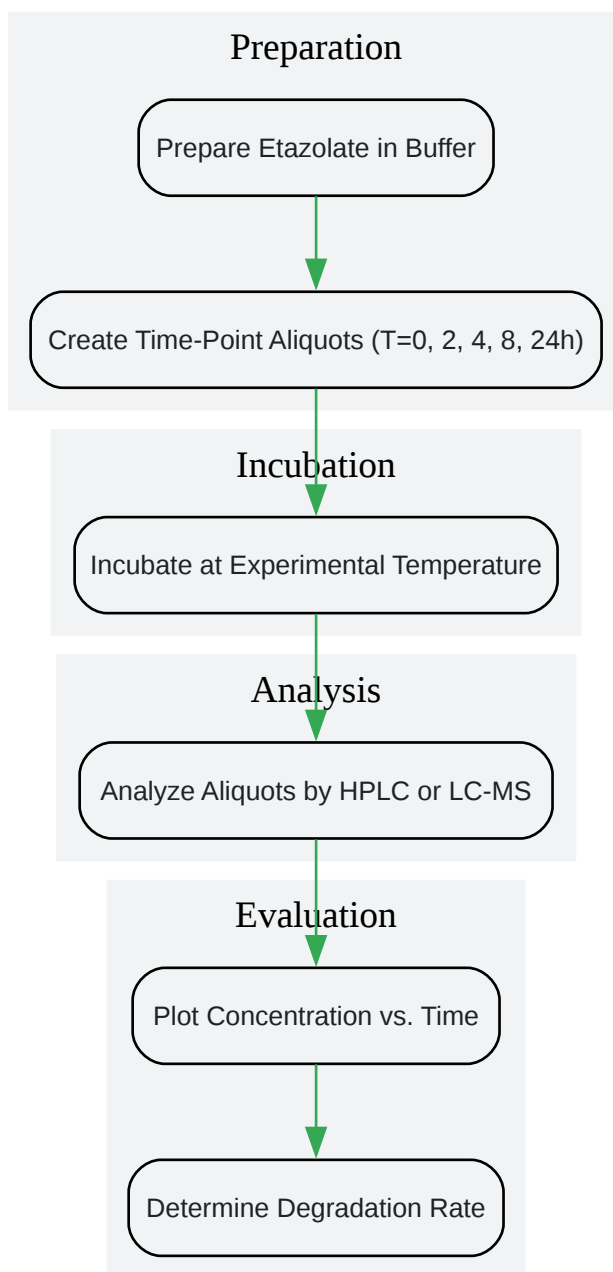 Preparation
Prepare Etazolate in Buffer
Create Time-Point Aliquots (T=0, 2, 4, 8, 24h)
Incubation
Incubate at Experimental Temperature
Analysis
Analyze Aliquots by HPLC or LC-MS
Evaluation
Plot Concentration vs. Time
Determine Degradation Rate